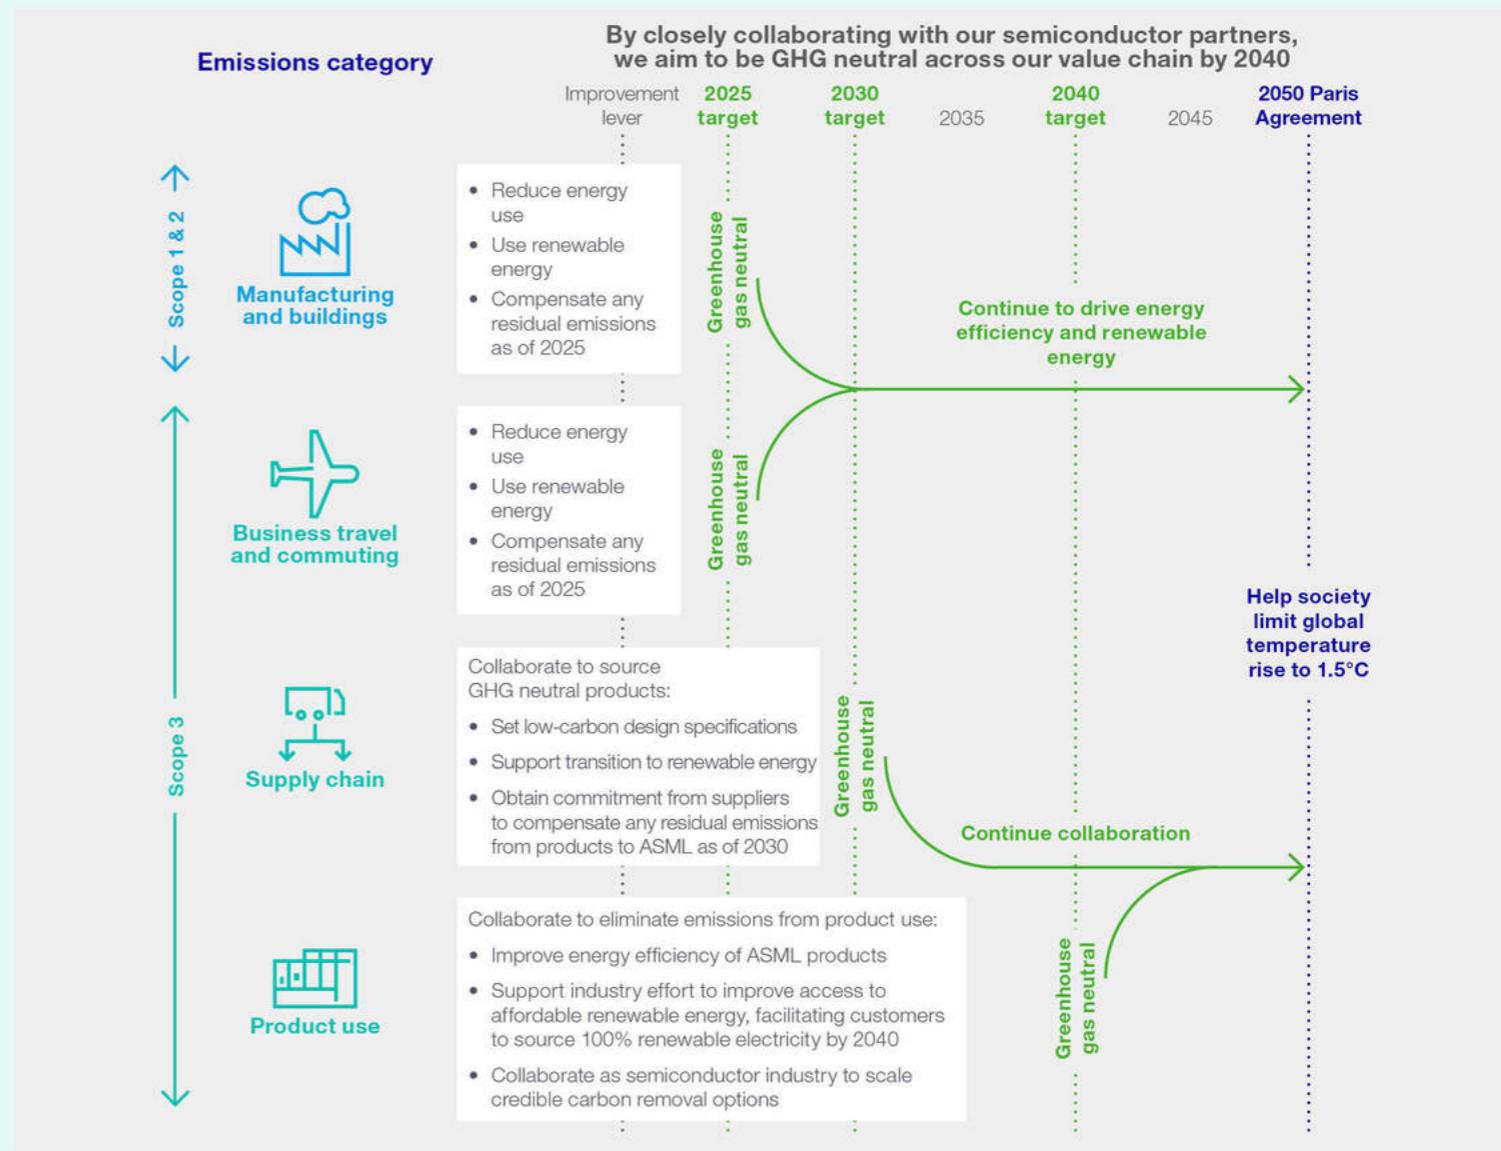 Emissions category
By closely collaborating with our semiconductor partners,
we aim to be GHG neutral across our value chain by 2040
Improvement
lever
2025
target
2030
target
2035
2040
target
2045
2050 Paris
Agreement
Scope 1 & 2
Manufacturing
and buildings
• Reduce energy
use
• Use renewable
energy
• Compensate any
residual emissions
as of 2025
Greenhouse
gas neutral
Continue to drive energy
efficiency and renewable
energy
Scope 3
Business travel
and commuting
• Reduce energy
use
• Use renewable
energy
• Compensate any
residual emissions
as of 2025
Greenhouse
gas neutral
Help society
limit global
temperature
rise to 1.5°C
Supply chain
Collaborate to source
GHG neutral products:
• Set low-carbon design specifications
• Support transition to renewable energy
• Obtain commitment from suppliers
to compensate any residual emissions
from products to ASML as of 2030
Greenhouse
gas neutral
Continue collaboration
Product use
Collaborate to eliminate emissions from product use:
• Improve energy efficiency of ASML products
• Support industry effort to improve access to
affordable renewable energy, facilitating customers
to source 100% renewable electricity by 2040
• Collaborate as semiconductor industry to scale
credible carbon removal options
Greenhouse
gas neutral